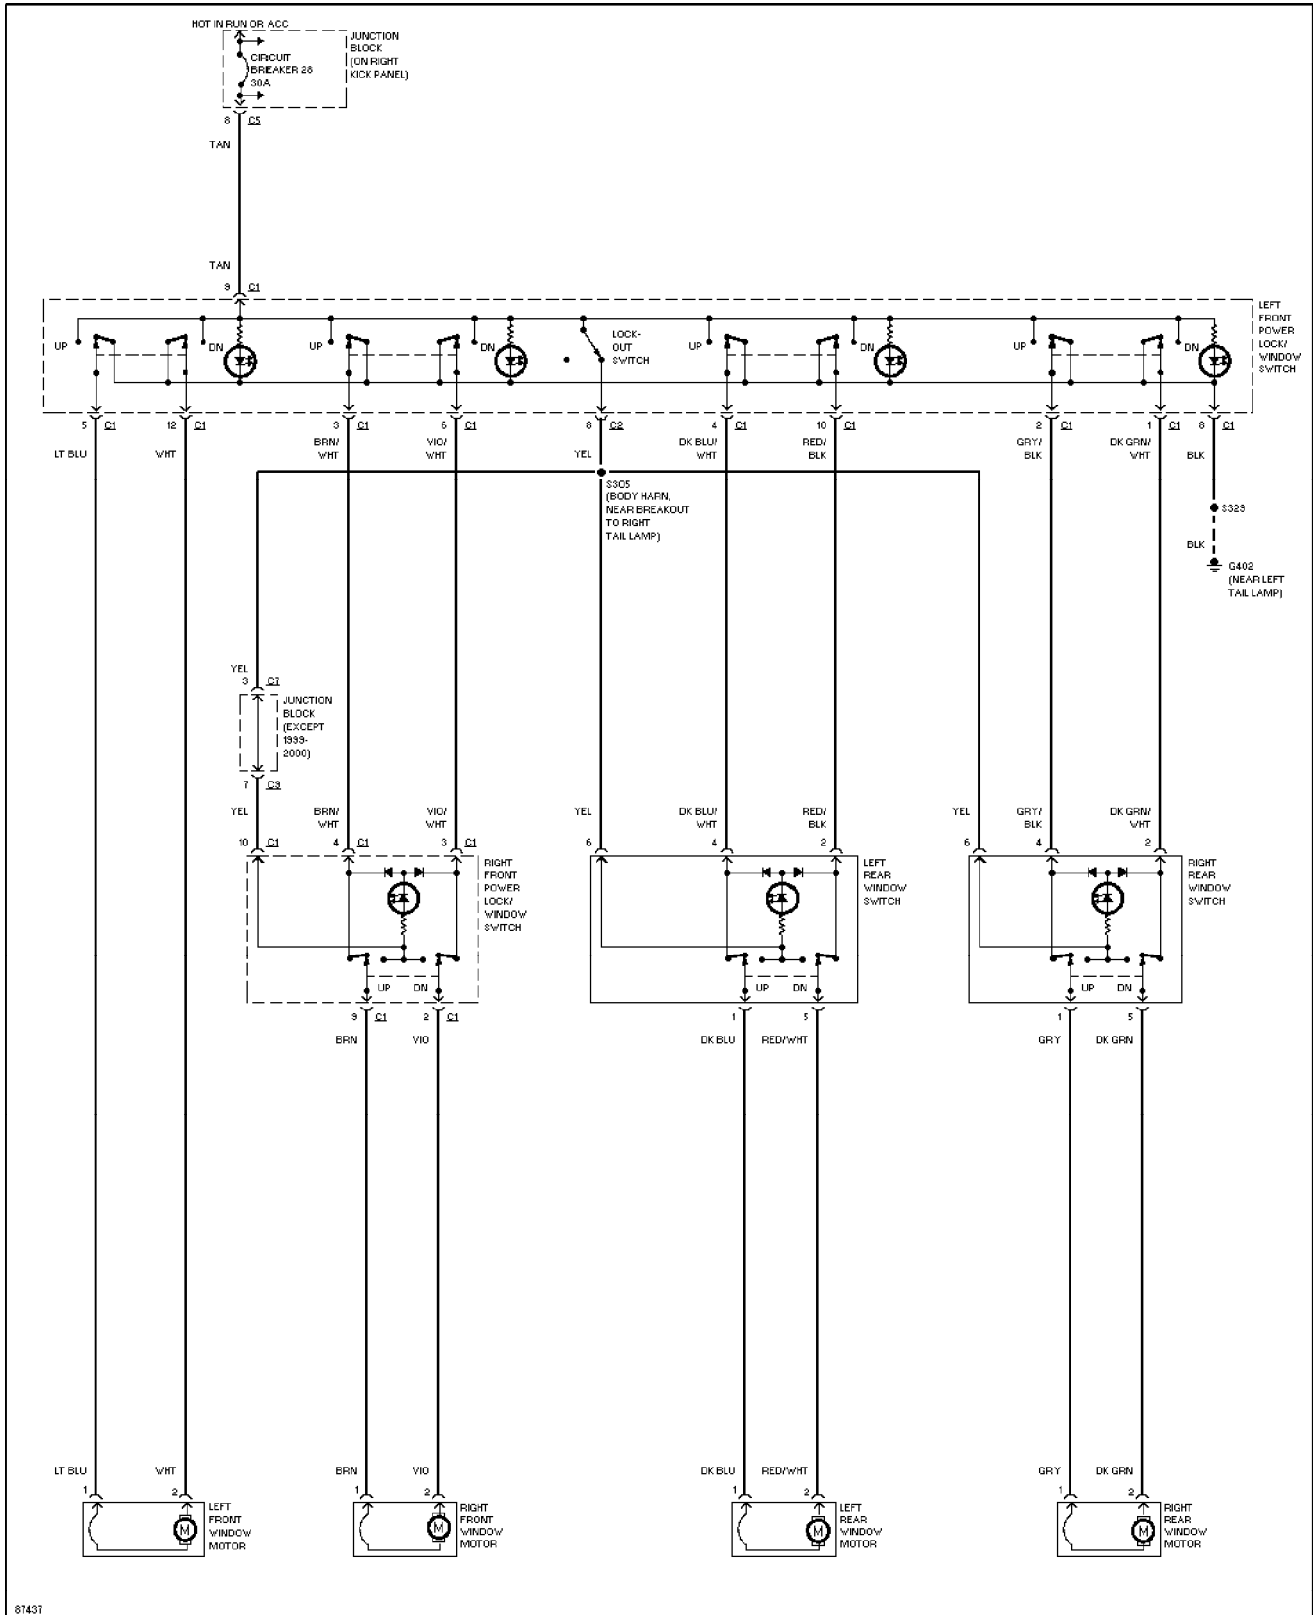 HOT IN RUN OR ACC
JUNCTION
BLOCK
(ON RIGHT
KICK PANEL)
CIRCUIT
BREAKER 28
30A
8 C5
TAN
TAN
9 C1
LEFT
FRONT
POWER
LOCK/
WINDOW
SWITCH
UP
DN
UP
DN
LOCK-
OUT
SWITCH
UP
DN
UP
DN
5 C1
12 C1
3 C1
6 C1
8 C2
4 C1
10 C1
2 C1
1 C1
8 C1
LT BLU
WHT
BRN/
WHT
VIO/
WHT
YEL
DK BLU/
WHT
RED/
BLK
GRY/
BLK
DK GRN/
WHT
BLK
S305
(BODY HARN,
NEAR BREAKOUT
TO RIGHT
TAIL LAMP)
S329
BLK
G402
(NEAR LEFT
TAIL LAMP)
YEL
3 C7
JUNCTION
BLOCK
(EXCEPT
1999-
2000)
7 C9
YEL
BRN/
WHT
VIO/
WHT
YEL
DK BLU/
WHT
RED/
BLK
YEL
GRY/
BLK
DK GRN/
WHT
10 C1
4 C1
3 C1
6
4
2
6
4
2
RIGHT
FRONT
POWER
LOCK/
WINDOW
SWITCH
LEFT
REAR
WINDOW
SWITCH
RIGHT
REAR
WINDOW
SWITCH
UP
DN
UP
DN
UP
DN
9 C1
2 C1
1
5
1
5
BRN
VIO
DK BLU
RED/WHT
GRY
DK GRN
LT BLU
WHT
BRN
VIO
DK BLU
RED/WHT
GRY
DK GRN
1
2
1
2
1
2
1
2
LEFT
FRONT
WINDOW
MOTOR
M
RIGHT
FRONT
WINDOW
MOTOR
M
LEFT
REAR
WINDOW
MOTOR
M
RIGHT
REAR
WINDOW
MOTOR
M
87437